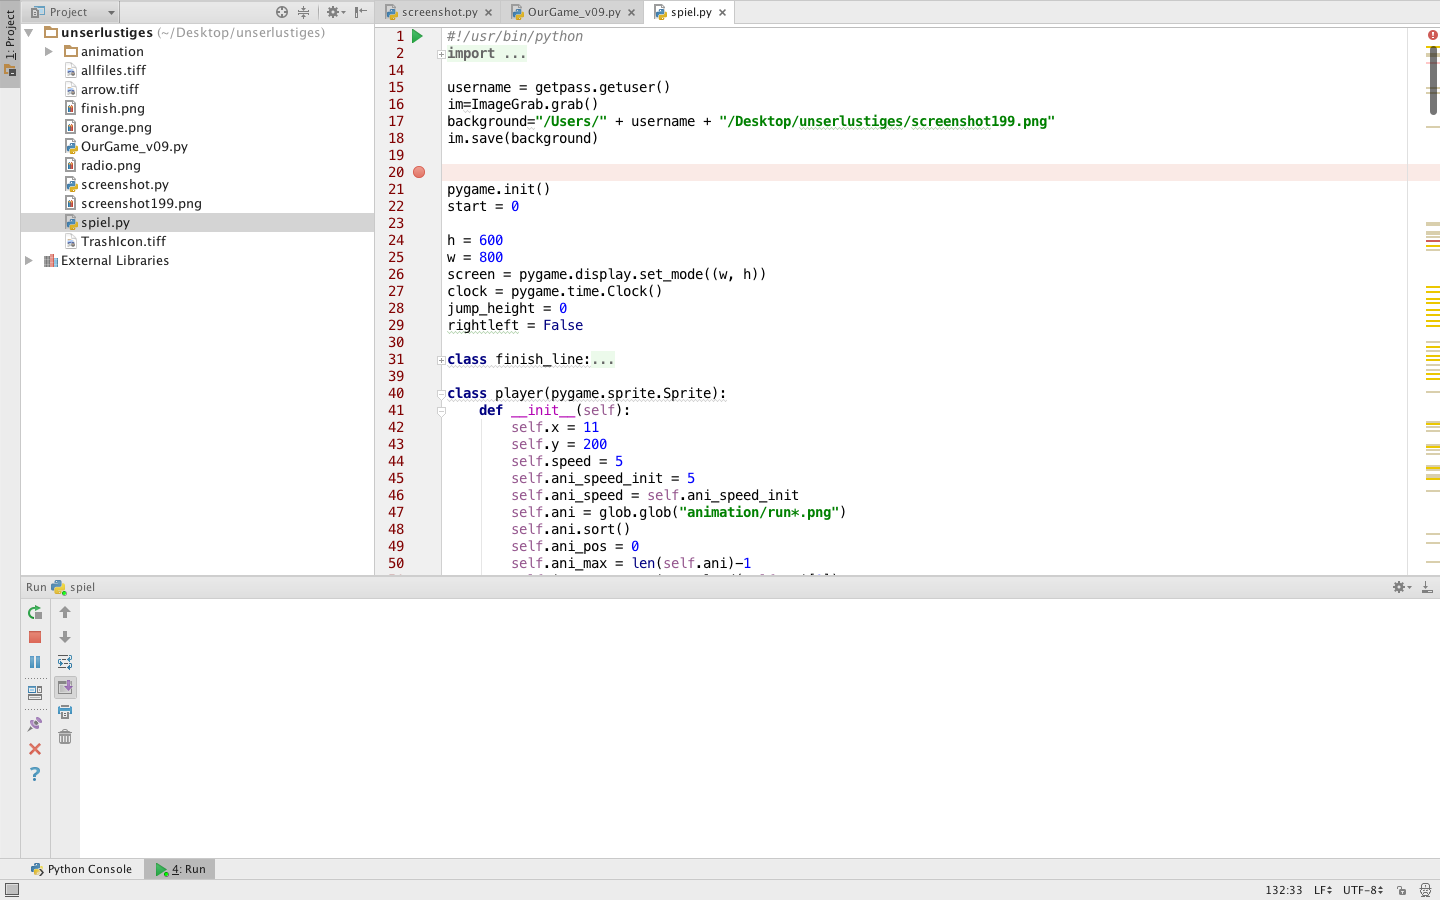 1: Project
Project
unserlustiges (~/Desktop/unserlustiges)
animation
allfiles.tiff
arrow.tiff
finish.png
orange.png
OurGame_v09.py
radio.png
screenshot.py
screenshot199.png
spiel.py
TrashIcon.tiff
External Libraries
screenshot.py
OurGame_v09.py
spiel.py
1 #!/usr/bin/python
2 import ...
14
15 username = getpass.getuser()
16 im=ImageGrab.grab()
17 background="/Users/" + username + "/Desktop/unserlustiges/screenshot199.png"
18 im.save(background)
19
20
21 pygame.init()
22 start = 0
23
24 h = 600
25 w = 800
26 screen = pygame.display.set_mode((w, h))
27 clock = pygame.time.Clock()
28 jump_height = 0
29 rightleft = False
30
31 class finish_line:...
39
40 class player(pygame.sprite.Sprite):
41 def __init__(self):
42 self.x = 11
43 self.y = 200
44 self.speed = 5
45 self.ani_speed_init = 5
46 self.ani_speed = self.ani_speed_init
47 self.ani = glob.glob("animation/run*.png")
48 self.ani.sort()
49 self.ani_pos = 0
50 self.ani_max = len(self.ani)-1
Run spiel
Python Console
4: Run
132:33 LF UTF-8